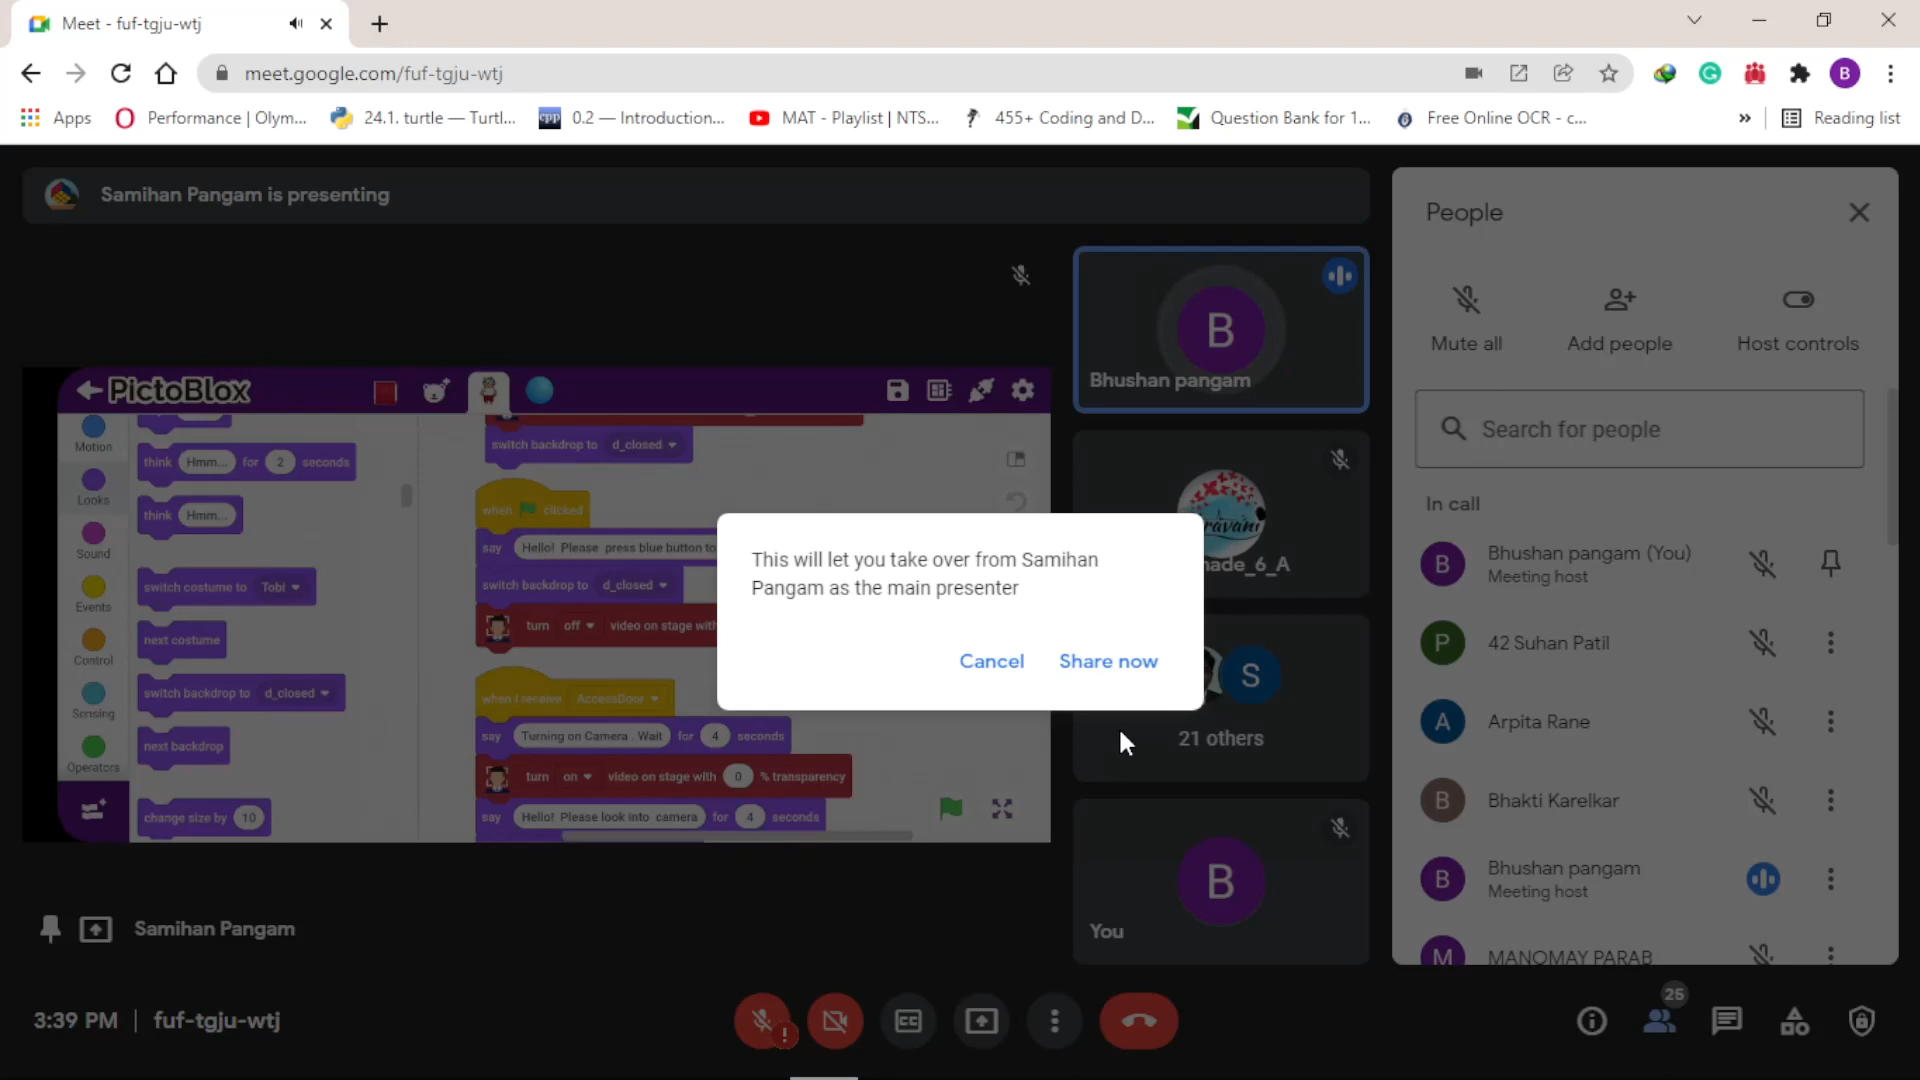 Meet - fuf-tgju-wtj
meet.google.com/fuf-tgju-wtj
B
Apps
Performance | Olym...
24.1. turtle — Turtl...
cpp
0.2 — Introduction...
MAT - Playlist | NTS...
455+ Coding and D...
Question Bank for 1...
Free Online OCR - c...
»
Reading list
Samihan Pangam is presenting
PictoBlox
Motion
Looks
Sound
Events
Control
Sensing
Operators
think Hmm... for 2 seconds
think Hmm...
switch costume to Tobi
next costume
switch backdrop to d_closed
next backdrop
change size by 10
switch backdrop to d_closed
when clicked
say Hello! Please press blue button to
switch backdrop to d_closed
turn off video on stage with
when I receive AccessDoor
say Turning on Camera . Wait for 4 seconds
turn on video on stage with 0 % transparency
say Hello! Please look into camera for 4 seconds
This will let you take over from Samihan
Pangam as the main presenter
Cancel
Share now
B
Bhushan pangam
nade_6_A
S
21 others
B
You
People
Mute all
Add people
Host controls
Search for people
In call
B
Bhushan pangam (You)
Meeting host
P
42 Suhan Patil
A
Arpita Rane
B
Bhakti Karelkar
B
Bhushan pangam
Meeting host
M
MANOMAY PARAB
Samihan Pangam
3:39 PM | fuf-tgju-wtj
25